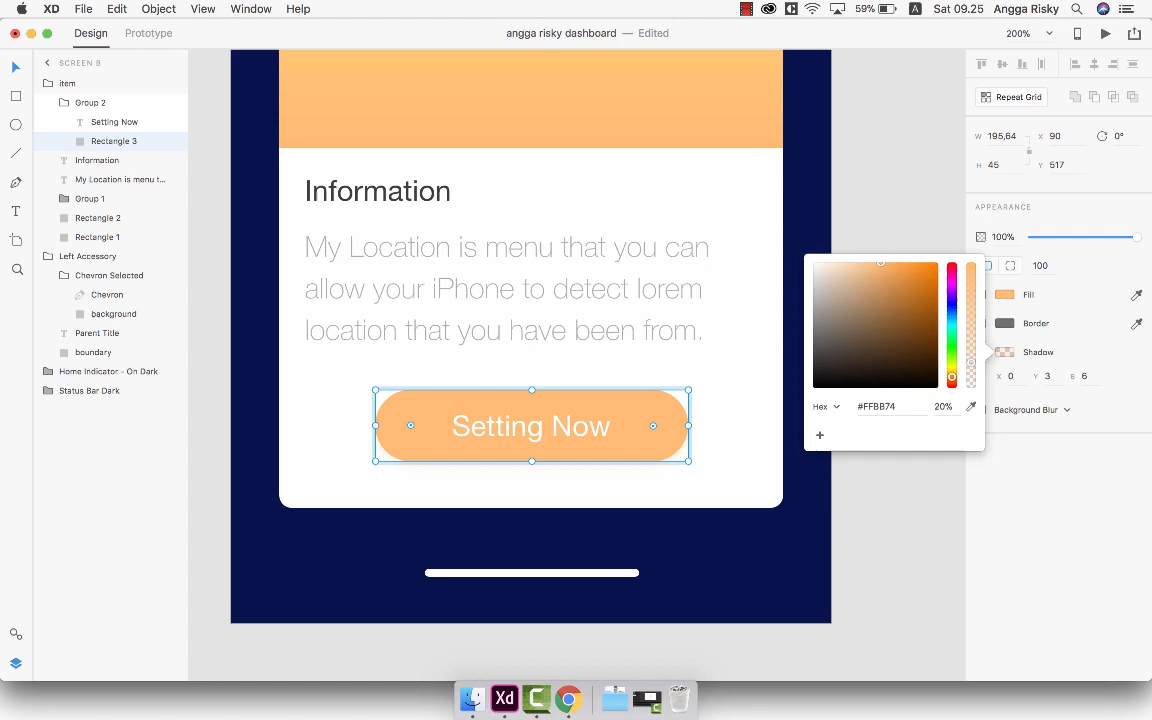 XD File Edit Object View Window Help 59% A Sat 09.25 Angga Risky
Design Prototype angga risky dashboard — Edited 200%
SCREEN B
item
Group 2
T Setting Now
Rectangle 3
T Information
T My Location is menu t...
Group 1
Rectangle 2
Rectangle 1
Left Accessory
Chevron Selected
Chevron
background
T Parent Title
boundary
Home Indicator - On Dark
Status Bar Dark
T
Information
My Location is menu that you can
allow your iPhone to detect lorem
location that you have been from.
Setting Now
Hex #FFBB74 20%
+
Repeat Grid
W 195,64 X 90 0°
H 45 Y 517
APPEARANCE
100%
100
Fill
Border
Shadow
X 0 Y 3 B 6
Background Blur
Xd C